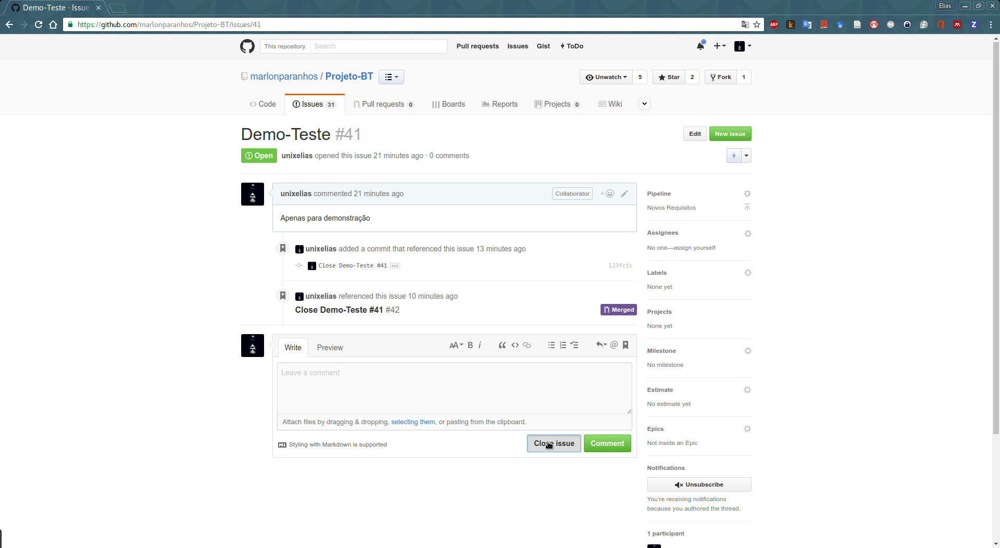 Demo-Teste · Issue
Elias
https://github.com/marlonparanhos/Projeto-BT/issues/41
ABP
k
M
Z
This repository
Search
Pull requests
Issues
Gist
ToDo
marlonparanhos / Projeto-BT
Unwatch 5
Star 2
Fork 1
Code
Issues 31
Pull requests 0
Boards
Reports
Projects 0
Wiki
Demo-Teste #41
Edit
New issue
Open
unixelias opened this issue 21 minutes ago · 0 comments
unixelias commented 21 minutes ago
Collaborator
Apenas para demonstração
unixelias added a commit that referenced this issue 13 minutes ago
Close Demo-Teste #41 …
123fc1c
unixelias referenced this issue 10 minutes ago
Close Demo-Teste #41 #42
Merged
Write
Preview
AA B i
Leave a comment
Attach files by dragging & dropping, selecting them, or pasting from the clipboard.
Styling with Markdown is supported
Close issue
Comment
Pipeline
Novos Requisitos
Assignees
No one—assign yourself
Labels
None yet
Projects
None yet
Milestone
No milestone
Estimate
No estimate yet
Epics
Not inside an Epic
Notifications
Unsubscribe
You're receiving notifications
because you authored the thread.
1 participant